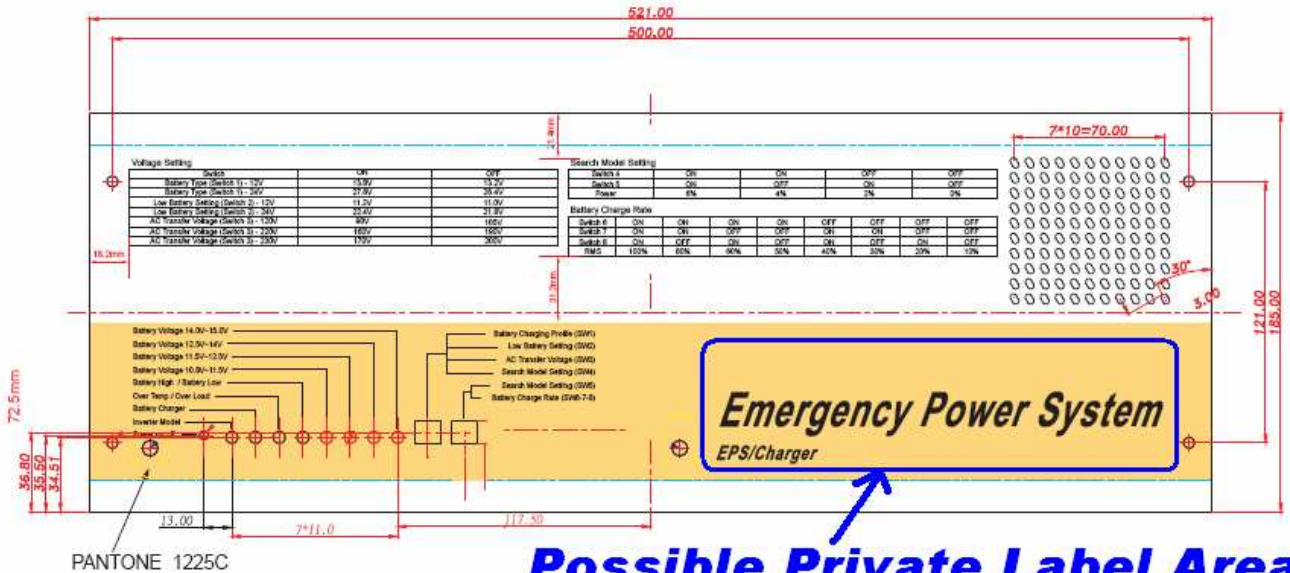 521.00
500.00
7*10=70.00
21.4mm
Voltage Setting
Switch ON OFF
Battery Type (Switch 1) - 12V 13.8V 13.2V
Battery Type (Switch 1) - 24V 27.6V 26.4V
Low Battery Setting (Switch 2) - 12V 11.2V 11.0V
Low Battery Setting (Switch 2) - 24V 22.4V 21.8V
AC Transfer Voltage (Switch 3) - 120V 90V 105V
AC Transfer Voltage (Switch 3) - 220V 160V 190V
AC Transfer Voltage (Switch 3) - 230V 170V 200V
Search Model Setting
Switch 4 ON ON OFF OFF
Switch 5 ON OFF ON OFF
Power 6% 4% 2% 0%
Battery Charge Rate
Switch 6 ON ON ON ON OFF OFF OFF OFF
Switch 7 ON ON OFF OFF ON ON OFF OFF
Switch 8 ON OFF ON OFF ON OFF ON OFF
RMS 100% 80% 60% 50% 40% 30% 20% 10%
30°
3.00
121.00
185.00
Battery Voltage 14.0V~15.0V
Battery Voltage 12.5V~14V
Battery Voltage 11.5V~12.5V
Battery Voltage 10.8V~11.5V
Battery High / Battery Low
Over Temp / Over Load
Battery Charger
Inverter Model
Battery Charging Profile (SW1)
Low Battery Setting (SW2)
AC Transfer Voltage (SW3)
Search Model Setting (SW4)
Search Model Setting (SW5)
Battery Charge Rate (SW6-7-8)
Emergency Power System
EPS/Charger
72.5mm
36.80
35.50
34.51
13.00
7*11.0
117.50
PANTONE 1225C
Possible Private Label Area